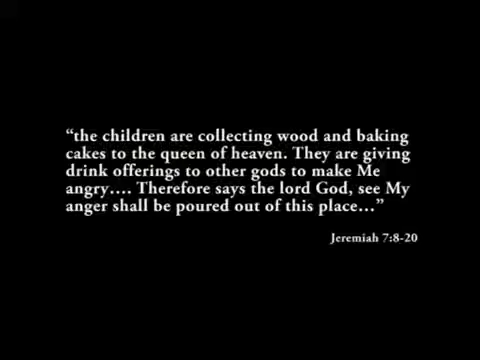 “the children are collecting wood and baking
cakes to the queen of heaven. They are giving
drink offerings to other gods to make Me
angry.... Therefore says the lord God, see My
anger shall be poured out of this place...”
Jeremiah 7:8-20